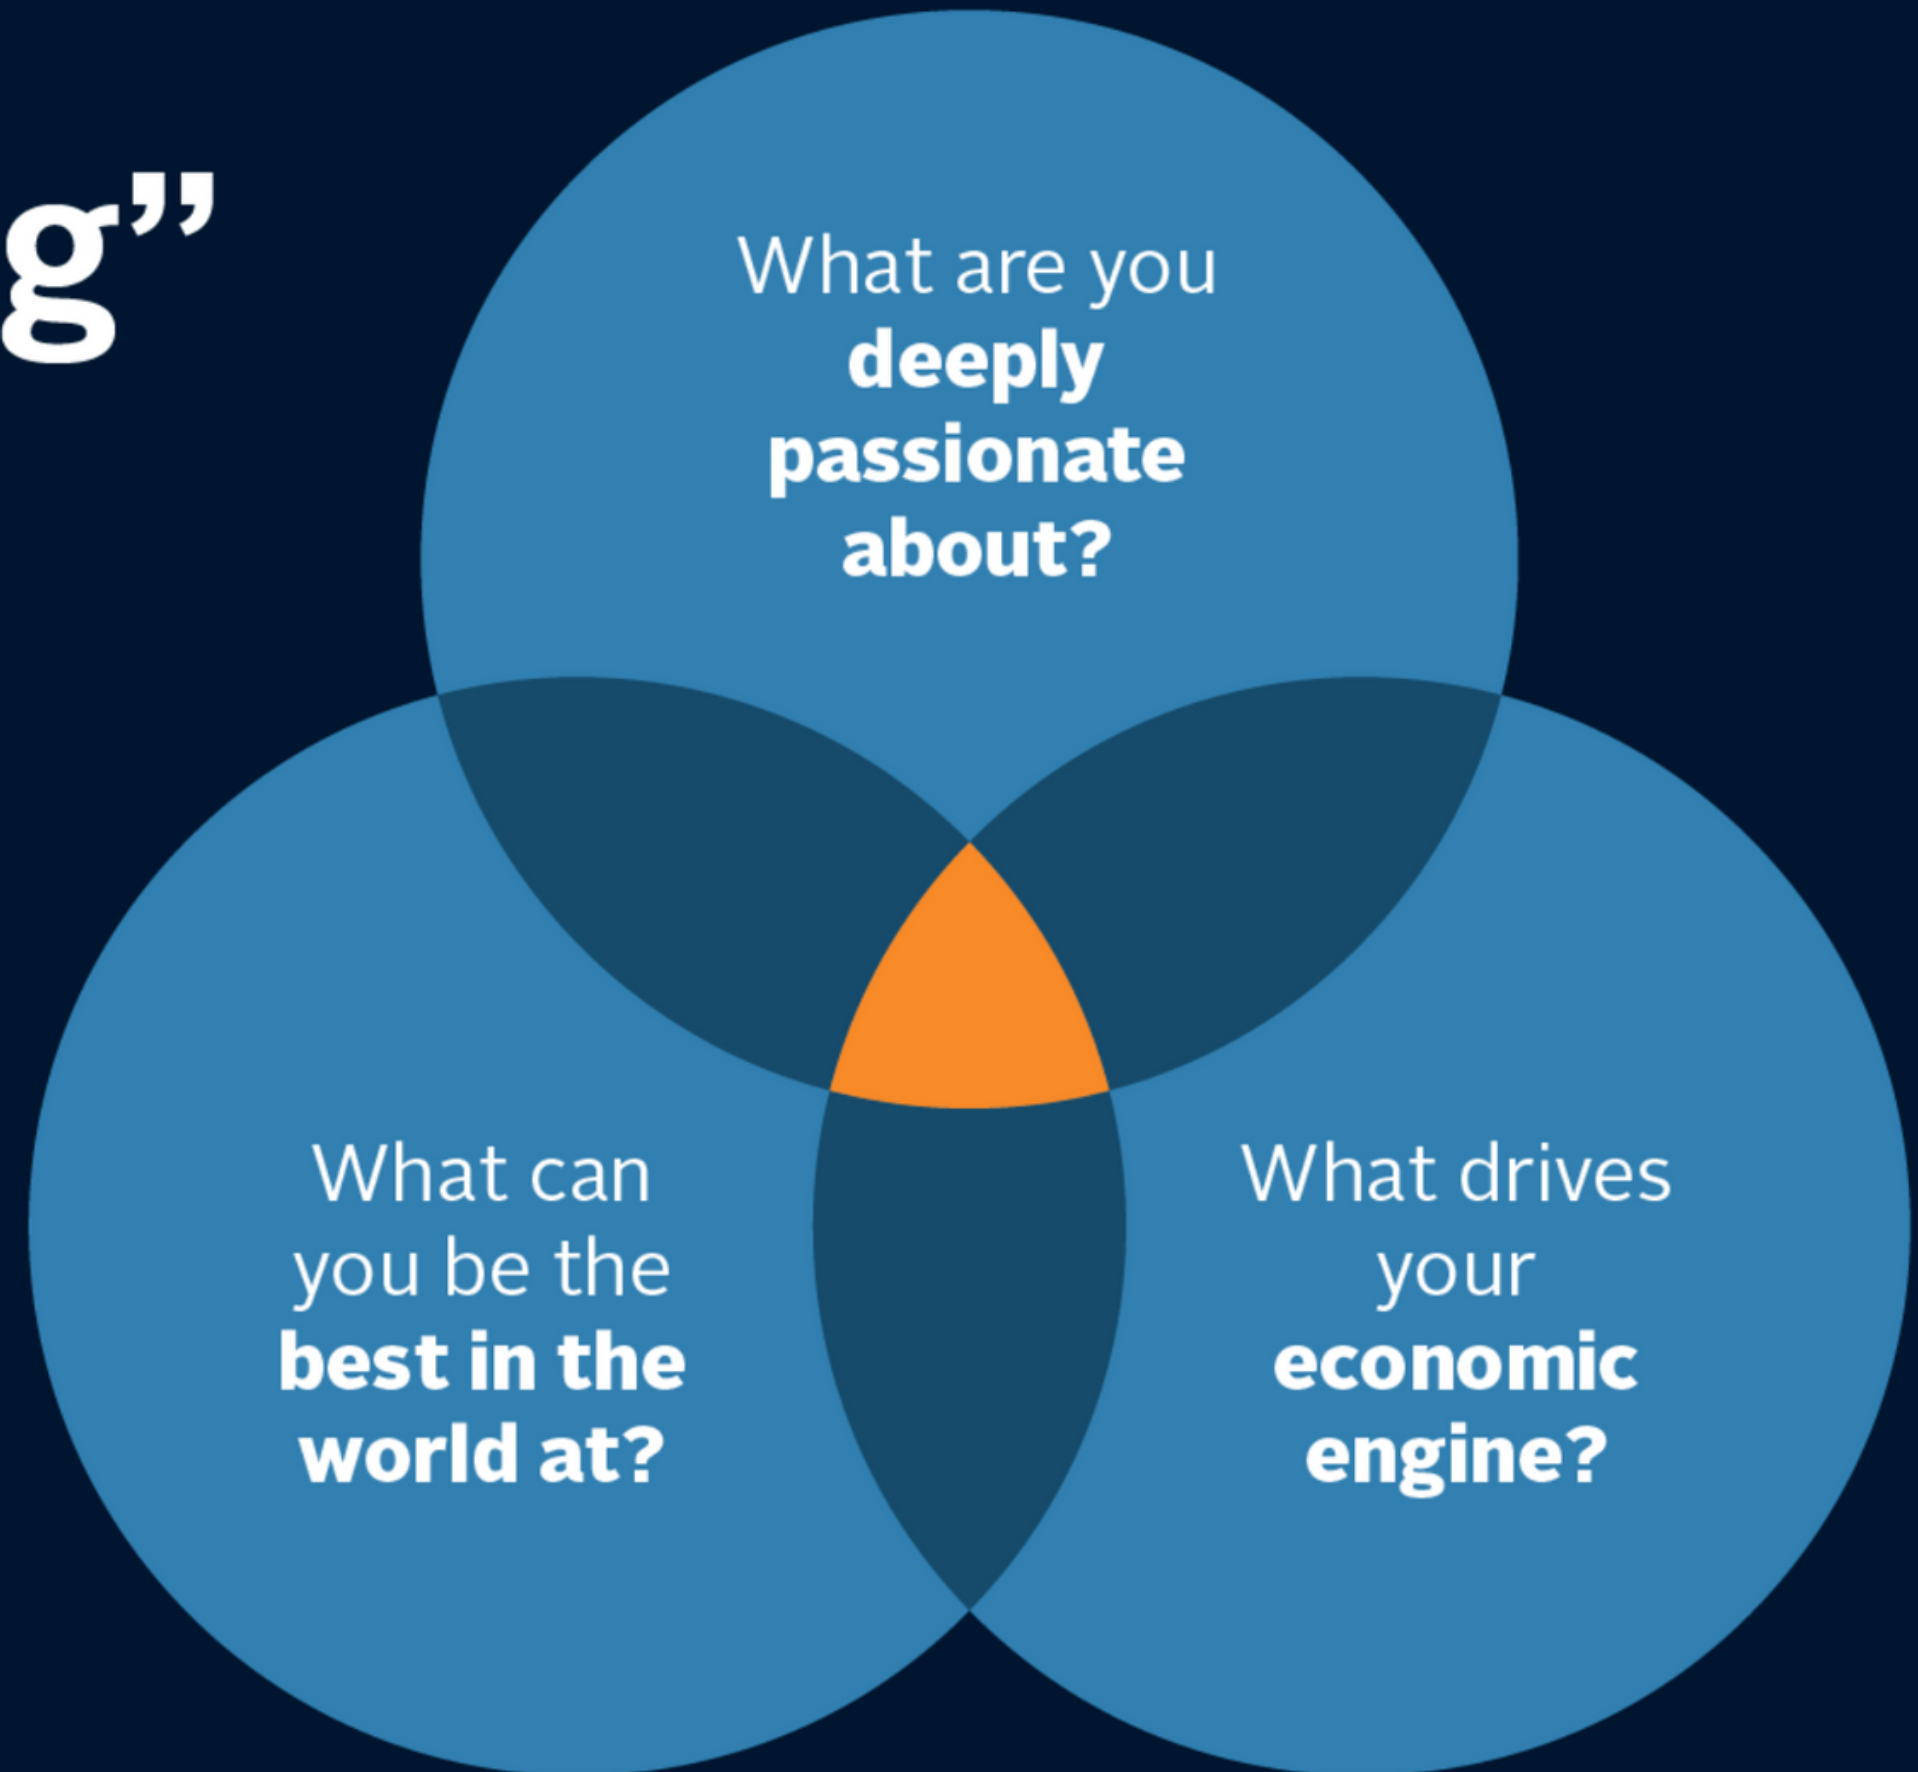 g”
What are you
deeply
passionate
about?
What can
you be the
best in the
world at?
What drives
your
economic
engine?